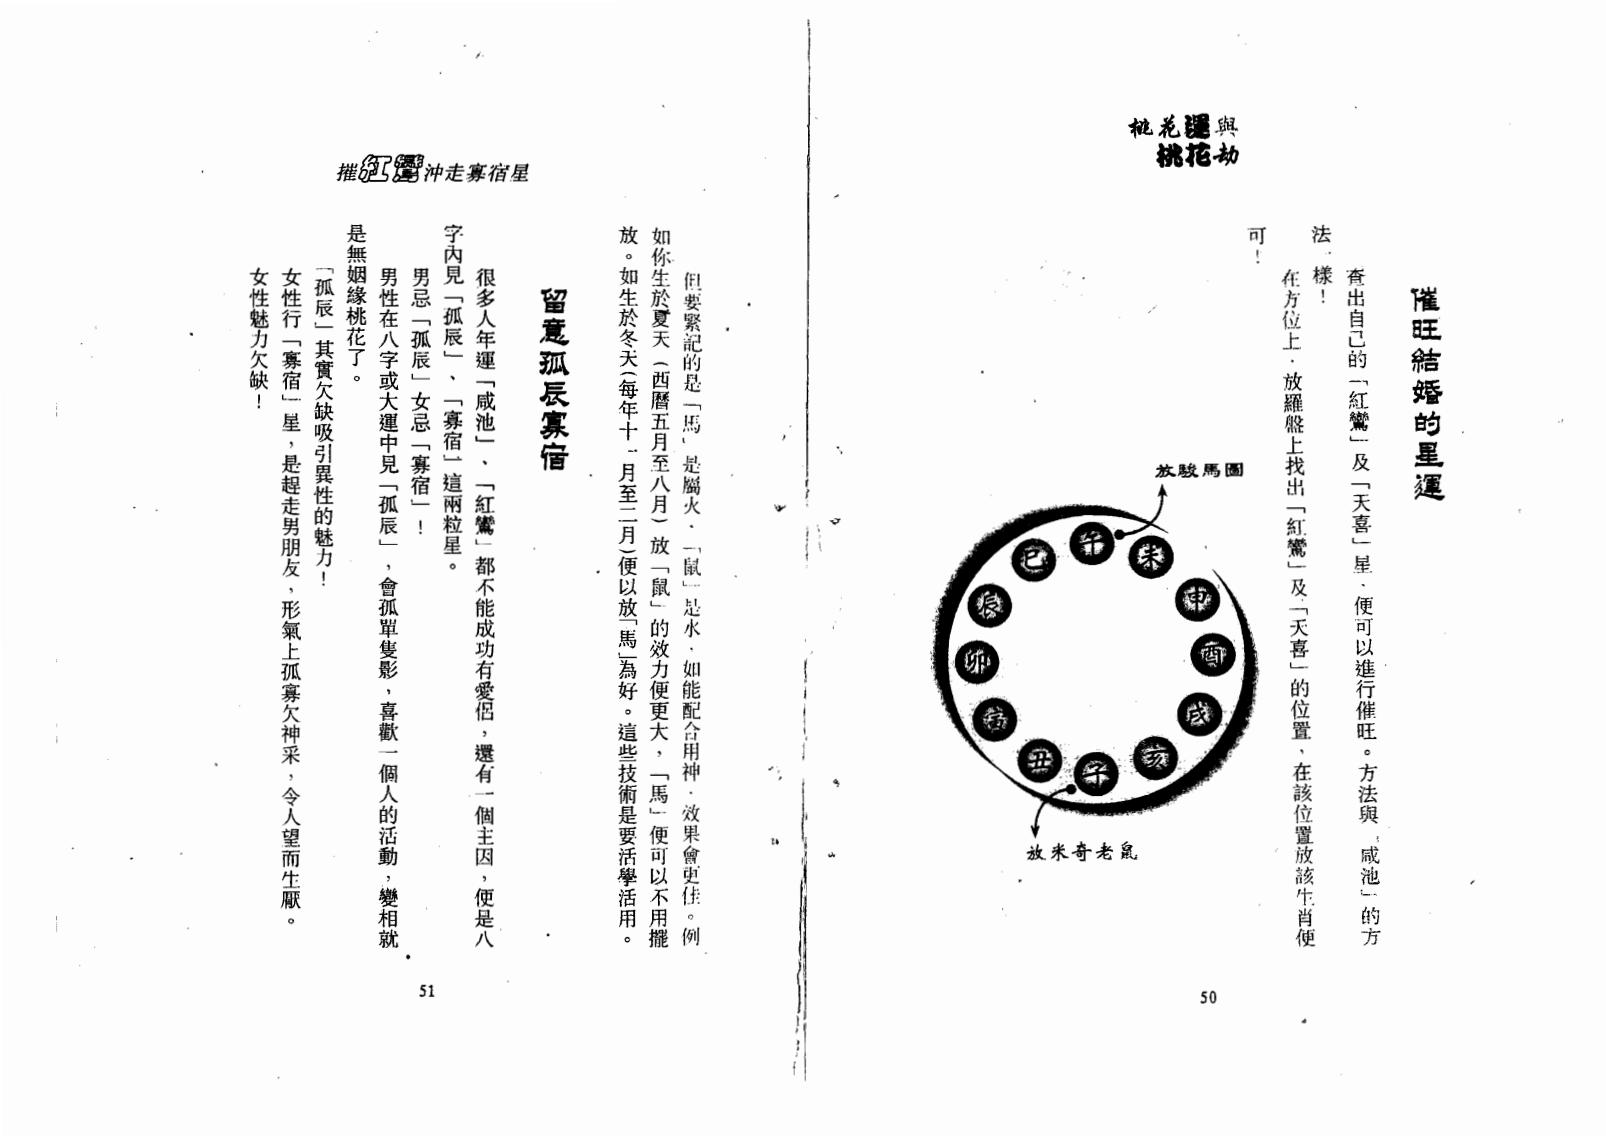 桃花運與
桃花劫
催旺結婚的星運
查出自己的「紅鸞」及「天喜」星，便可以進行催旺。方法與「咸池」的方
法一樣！
在方位上，放羅盤上找出「紅鸞」及「天喜」的位置，在該位置放該生肖便
可！
放駿馬圖
午
未
申
酉
戌
亥
子
丑
寅
卯
辰
巳
放米奇老鼠
50
摧紅鸞沖走寡宿星
但要緊記的是「馬」是屬火，「鼠」是水，如能配合用神，效果會更佳。例
如你生於夏天（西曆五月至八月）放「鼠」的效力便更大，「馬」便可以不用擺
放。如生於冬天（每年十一月至二月）便以放「馬」為好。這些技術是要活學活用。
留意孤辰寡宿
很多人年運「咸池」、「紅鸞」都不能成功有愛侶，還有一個主因，便是八
字內見「孤辰」、「寡宿」這兩粒星。
男忌「孤辰」女忌「寡宿」！
男性在八字或大運中見「孤辰」，會孤單隻影，喜歡一個人的活動，變相就
是無姻緣桃花了。
「孤辰」其實欠缺吸引異性的魅力！
女性行「寡宿」星，是趕走男朋友，形氣上孤寡欠神采，令人望而生厭。
女性魅力欠缺！
51